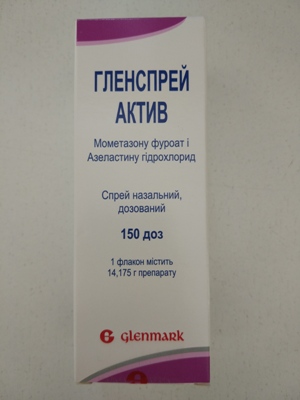 ГЛЕНСПРЕЙ
АКТИВ
Мометазону фуроат і
Азеластину гідрохлорид
Спрей назальний,
дозований
150 доз
1 флакон містить
14,175 г препарату
Glenmark